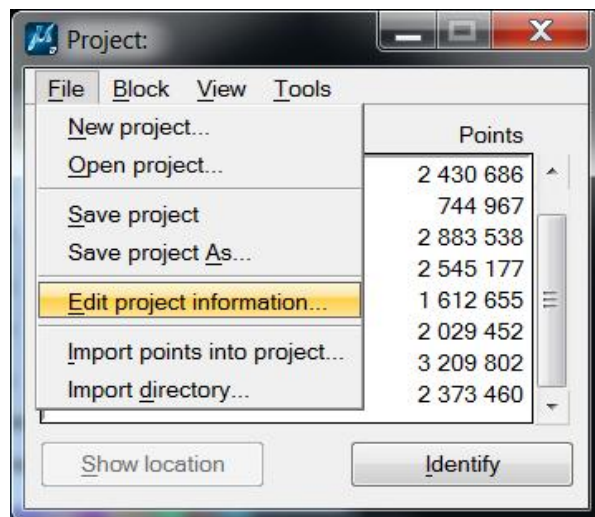 Project:
File Block View Tools
New project...
Open project...
Save project
Save project As...
Edit project information...
Import points into project...
Import directory...
Points
2 430 686
744 967
2 883 538
2 545 177
1 612 655
2 029 452
3 209 802
2 373 460
Show location
Identify